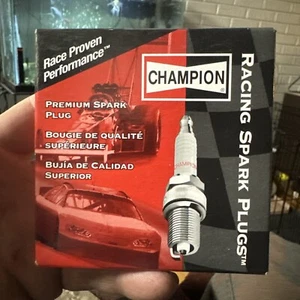 Race Proven
Performance™
CHAMPION®
PREMIUM SPARK
PLUG
BOUGIE DE QUALITÉ
SUPÉRIEURE
BUJÍA DE CALIDAD
SUPERIOR
RACING SPARK PLUGS™